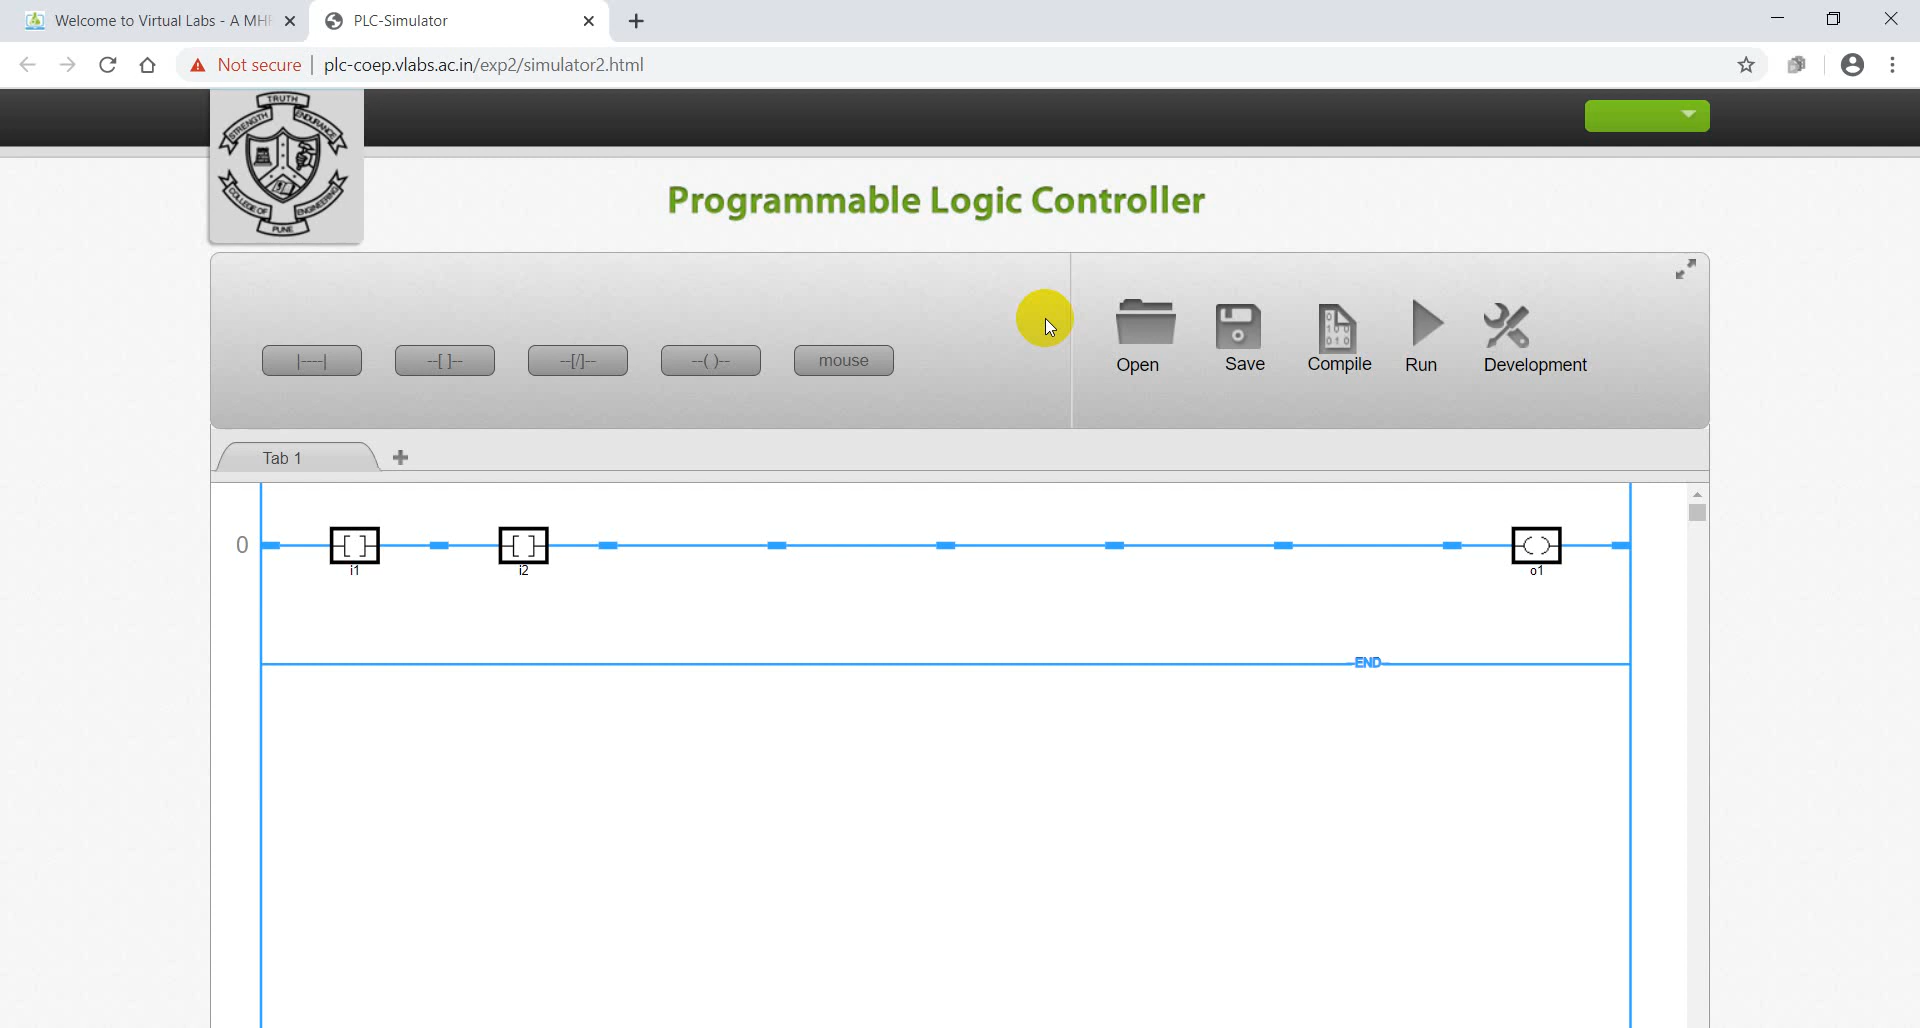 Welcome to Virtual Labs - A MHR
PLC-Simulator
Not secure
plc-coep.vlabs.ac.in/exp2/simulator2.html
TRUTH
STRENGTH
ENDURANCE
COLLEGE OF
ENGINEERING
PUNE
Programmable Logic Controller
|----| --[ ]-- --[/]-- --( )-- mouse
Open Save Compile Run Development
Tab 1
0
i1 i2 o1
END